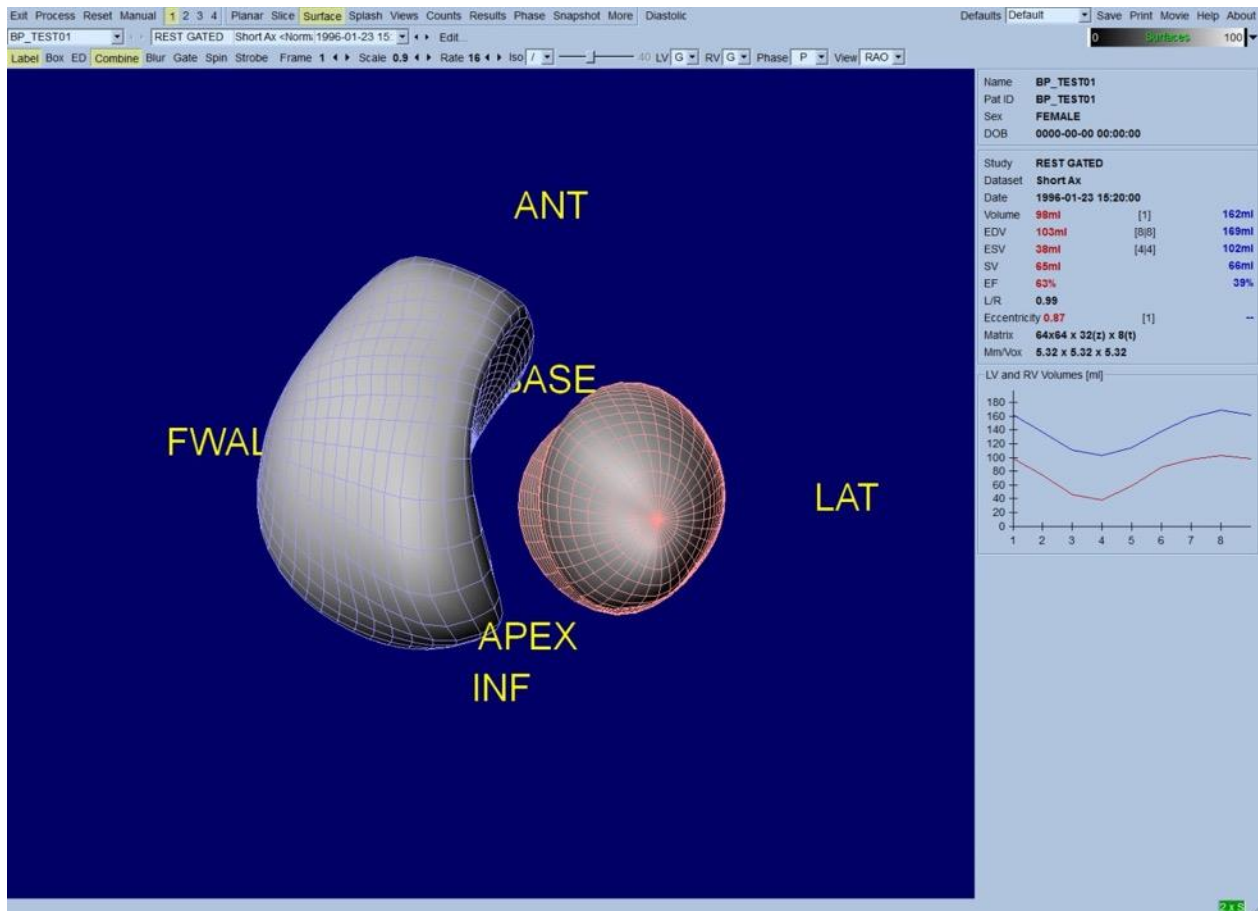 Exit Process Reset Manual 1 2 3 4 Planar Slice Surface Splash Views Counts Results Phase Snapshot More Diastolic Defaults Default Save Print Movie Help About
BP_TEST01 REST GATED Short Ax <Norm: 1996-01-23 15: Edit... 0 Surfaces 100
Label Box ED Combine Blur Gate Spin Strobe Frame 1 Scale 0.9 Rate 16 Iso / 40 LV G RV G Phase P View RAO
ANT
BASE
FWAL
LAT
APEX
INF
Name BP_TEST01
Pat ID BP_TEST01
Sex FEMALE
DOB 0000-00-00 00:00:00
Study REST GATED
Dataset Short Ax
Date 1996-01-23 15:20:00
Volume 98ml [1] 162ml
EDV 103ml [8|8] 169ml
ESV 38ml [4|4] 102ml
SV 65ml 66ml
EF 63% 39%
L/R 0.99
Eccentricity 0.87 [1] --
Matrix 64x64 x 32(z) x 8(t)
Mm/Vox 5.32 x 5.32 x 5.32
LV and RV Volumes [ml]
180
160
140
120
100
80
60
40
20
0
1 2 3 4 5 6 7 8
2 x S